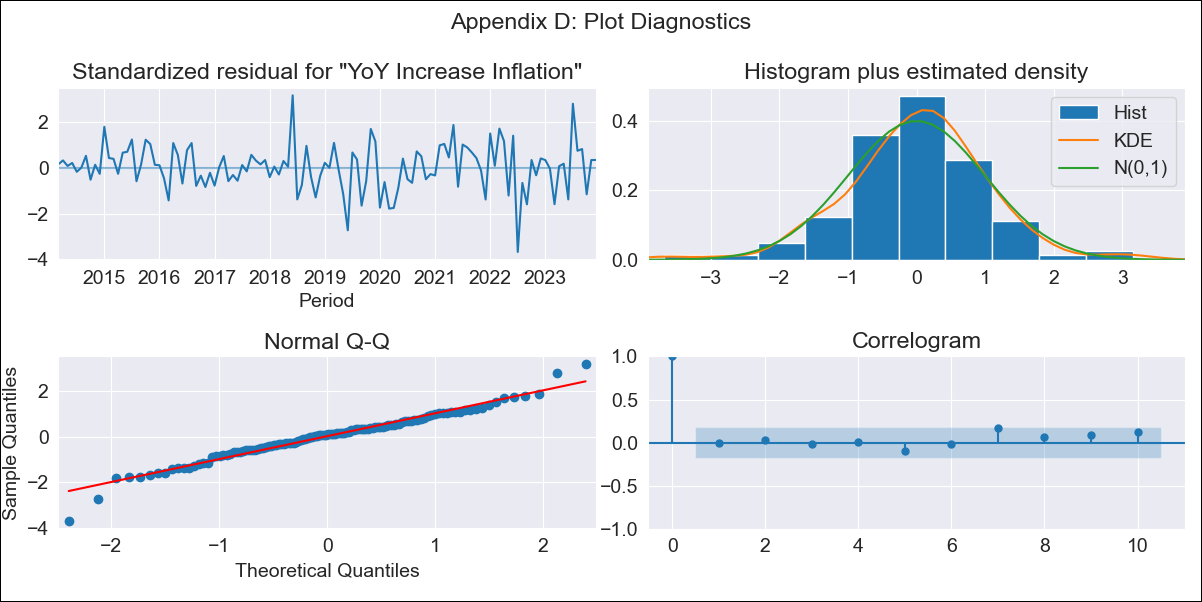 Appendix D: Plot Diagnostics
Standardized residual for "YoY Increase Inflation"
2
0
−2
−4
2015 2016 2017 2018 2019 2020 2021 2022 2023
Period
Histogram plus estimated density
0.4
0.2
0.0
Hist
KDE
N(0,1)
−3 −2 −1 0 1 2 3
Normal Q-Q
Sample Quantiles
2
0
−2
−4
−2 −1 0 1 2
Theoretical Quantiles
Correlogram
1.0
0.5
0.0
−0.5
−1.0
0 2 4 6 8 10